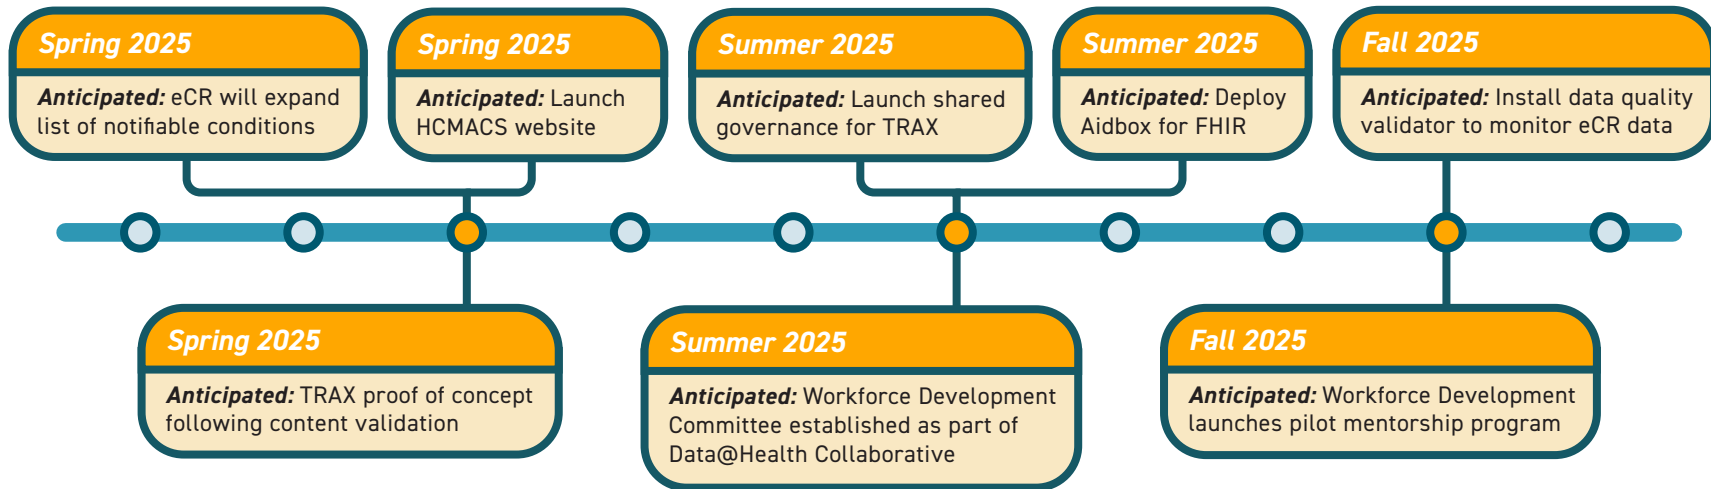 Spring 2025
Anticipated: eCR will expand
list of notifiable conditions
Spring 2025
Anticipated: Launch
HCMACS website
Summer 2025
Anticipated: Launch shared
governance for TRAX
Summer 2025
Anticipated: Deploy
Aidbox for FHIR
Fall 2025
Anticipated: Install data quality
validator to monitor eCR data
Spring 2025
Anticipated: TRAX proof of concept
following content validation
Summer 2025
Anticipated: Workforce Development
Committee established as part of
Data@Health Collaborative
Fall 2025
Anticipated: Workforce Development
launches pilot mentorship program